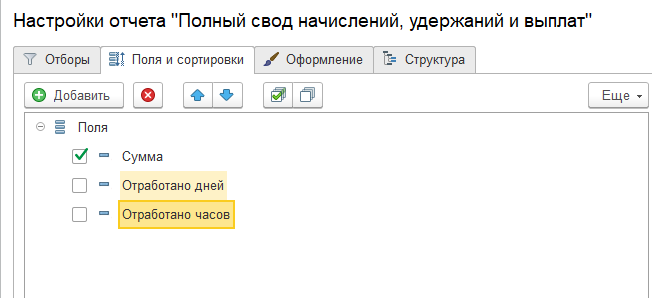 Настройки отчета "Полный свод начислений, удержаний и выплат"
Отборы Поля и сортировки Оформление Структура
Добавить Еще
Поля
Сумма
Отработано дней
Отработано часов